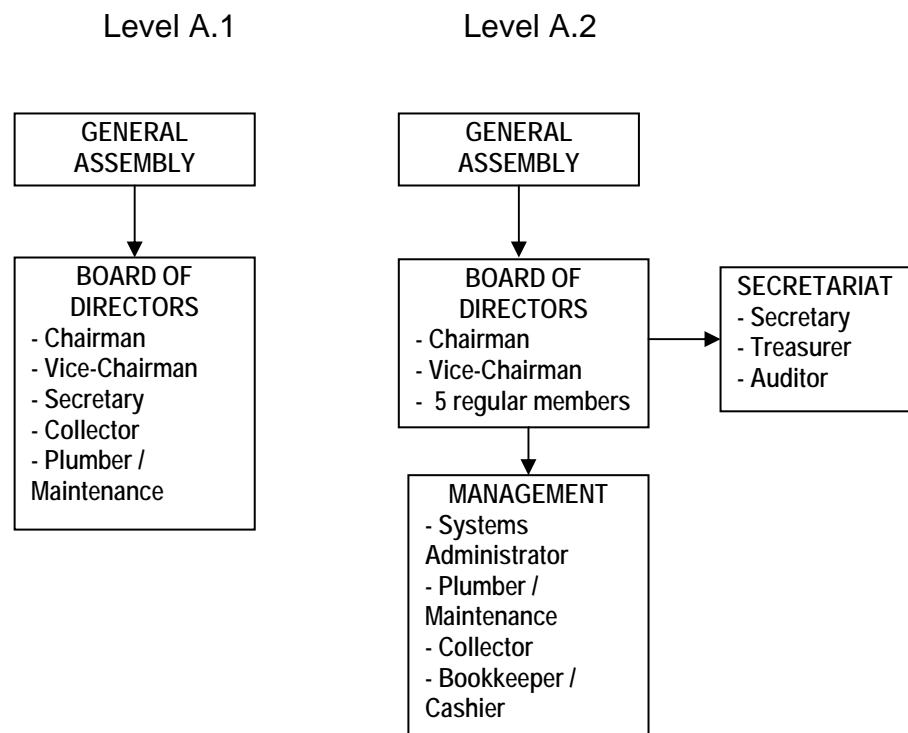 Level A.1
Level A.2
GENERAL
ASSEMBLY
BOARD OF
DIRECTORS
- Chairman
- Vice-Chairman
- Secretary
- Collector
- Plumber /
Maintenance
GENERAL
ASSEMBLY
BOARD OF
DIRECTORS
- Chairman
- Vice-Chairman
- 5 regular members
SECRETARIAT
- Secretary
- Treasurer
- Auditor
MANAGEMENT
- Systems
Administrator
- Plumber /
Maintenance
- Collector
- Bookkeeper /
Cashier